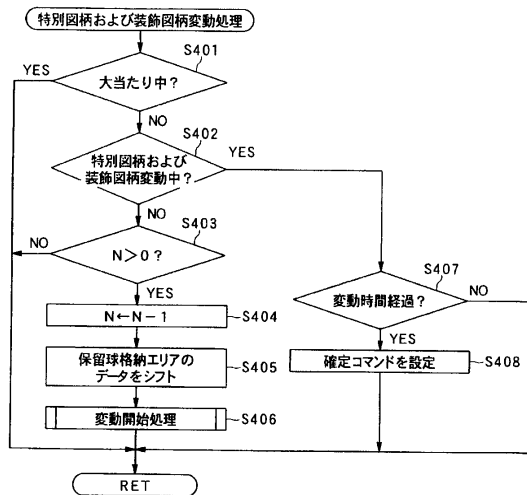 特別図柄および装飾図柄変動処理
S401
大当たり中？
YES
NO
S402
特別図柄および
装飾図柄変動中？
YES
NO
S403
N＞0？
NO
YES
S407
変動時間経過？
NO
YES
N←N－1
S404
確定コマンドを設定
S408
保留球格納エリアの
データをシフト
S405
変動開始処理
S406
RET